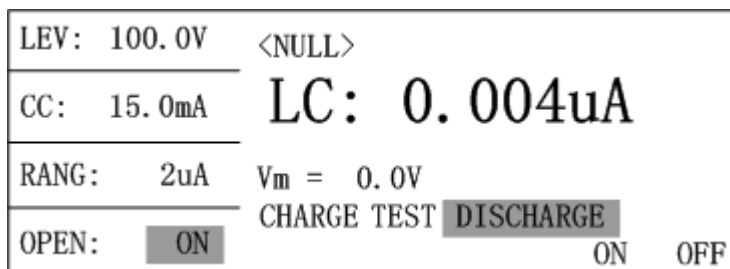 LEV: 100.0V
CC: 15.0mA
RANG: 2uA
OPEN: ON
<NULL>
LC: 0.004uA
Vm = 0.0V
CHARGE TEST DISCHARGE
ON OFF